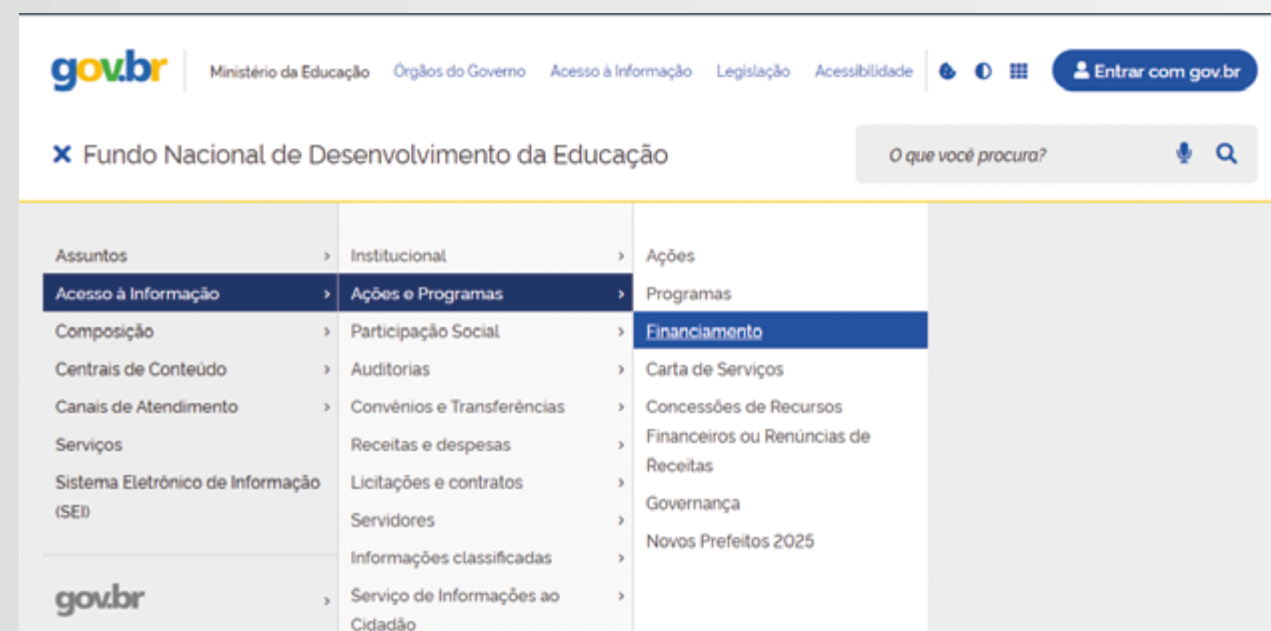 gov.br
Ministério da Educação Órgãos do Governo Acesso à Informação Legislação Acessibilidade Entrar com gov.br
Fundo Nacional de Desenvolvimento da Educação
O que você procura?
Assuntos
Acesso à Informação
Composição
Centrais de Conteúdo
Canais de Atendimento
Serviços
Sistema Eletrônico de Informação
(SEI)
gov.br
Institucional
Ações e Programas
Participação Social
Auditorias
Convênios e Transferências
Receitas e despesas
Licitações e contratos
Servidores
Informações classificadas
Serviço de Informações ao
Cidadão
Ações
Programas
Financiamento
Carta de Serviços
Concessões de Recursos
Financeiros ou Renúncias de
Receitas
Governança
Novos Prefeitos 2025